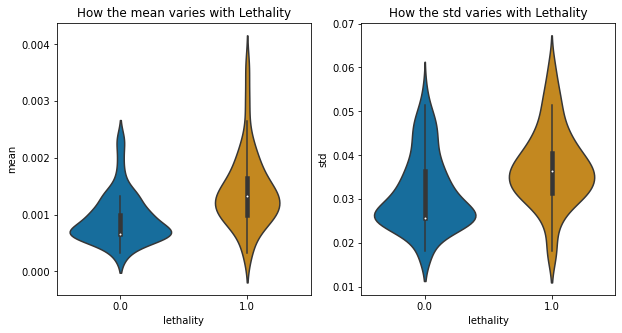 How the mean varies with Lethality
0.004
0.003
0.002
0.001
0.000
mean
0.0
1.0
lethality
How the std varies with Lethality
0.07
0.06
0.05
0.04
0.03
0.02
0.01
std
0.0
1.0
lethality